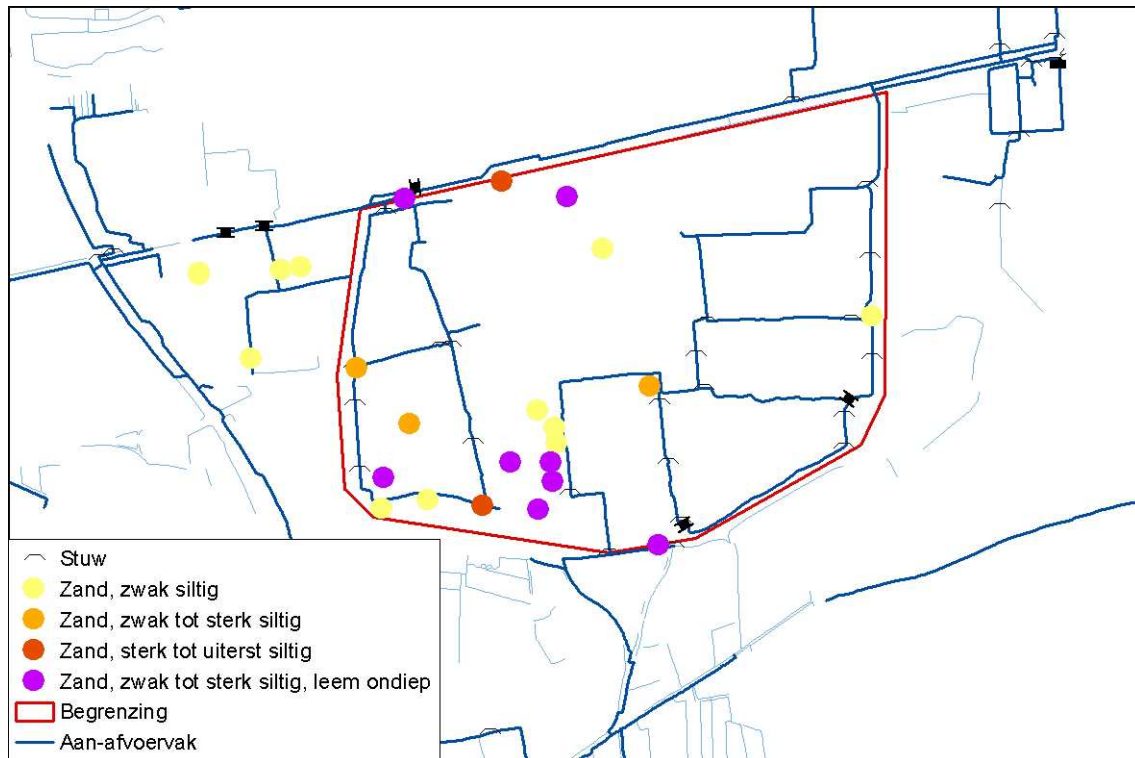 Stuw
Zand, zwak siltig
Zand, zwak tot sterk siltig
Zand, sterk tot uiterst siltig
Zand, zwak tot sterk siltig, leem ondiep
Begrenzing
Aan-afvoervak